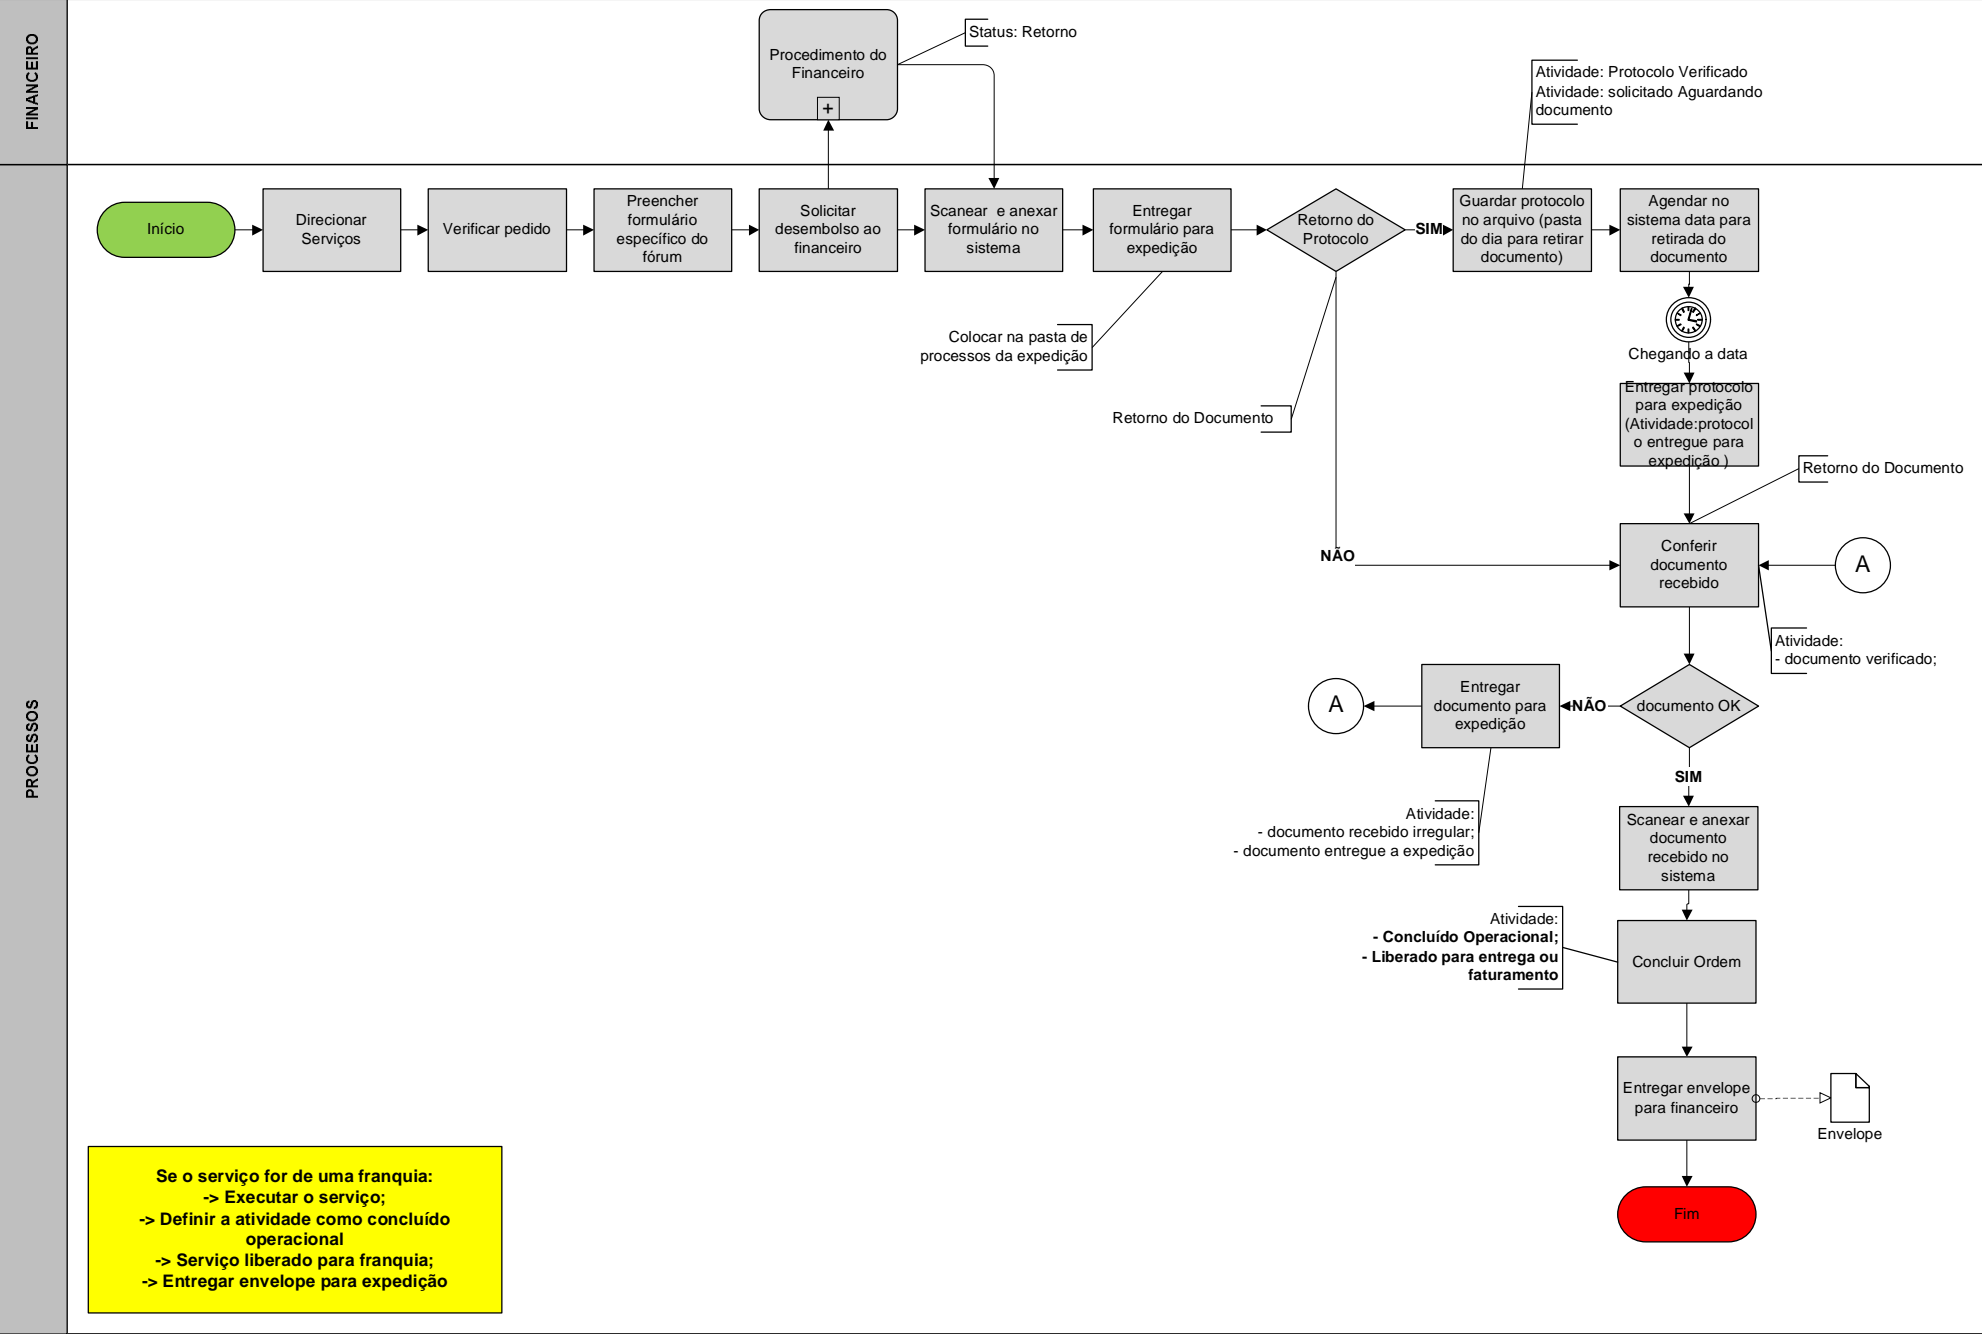 FINANCEIRO
Procedimento do
Financeiro
+
Status: Retorno
Atividade: Protocolo Verificado
Atividade: solicitado Aguardando
documento
PROCESSOS
Início
Direcionar
Serviços
Verificar pedido
Preencher
formulário
específico do
fórum
Solicitar
desembolso ao
financeiro
Scanear e anexar
formulário no
sistema
Entregar
formulário para
expedição
Retorno do
Protocolo
SIM
Guardar protocolo
no arquivo (pasta
do dia para retirar
documento)
Agendar no
sistema data para
retirada do
documento
Colocar na pasta de
processos da expedição
Chegando a data
Retorno do Documento
Entregar protocolo
para expedição
(Atividade:protocol
o entregue para
expedição )
Retorno do Documento
NÃO
Conferir
documento
recebido
A
Atividade:
- documento verificado;
A
Entregar
documento para
expedição
NÃO
documento OK
SIM
Atividade:
- documento recebido irregular;
- documento entregue a expedição
Scanear e anexar
documento
recebido no
sistema
Atividade:
- Concluído Operacional;
- Liberado para entrega ou
faturamento
Concluir Ordem
Entregar envelope
para financeiro
Envelope
Fim
Se o serviço for de uma franquia:
-> Executar o serviço;
-> Definir a atividade como concluído
operacional
-> Serviço liberado para franquia;
-> Entregar envelope para expedição